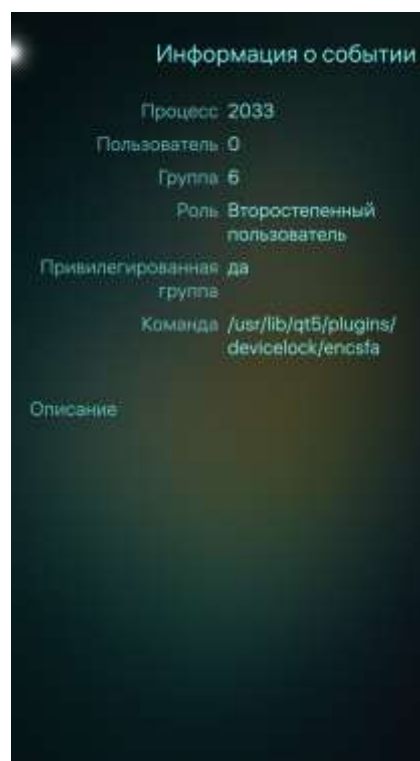 Информация о событии
Процесс 2033
Пользователь 0
Группа 6
Роль Второстепенный
пользователь
Привилегированная да
группа
Команда /usr/lib/qt5/plugins/
devicelock/encsfa
Описание